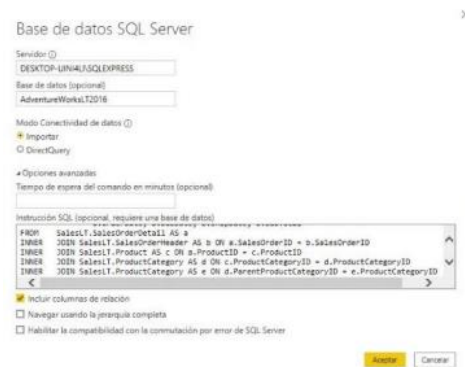 Base de datos SQL Server
Servidor
DESKTOP-UINI4LI\SQLEXPRESS
Base de datos (opcional)
AdventureWorksLT2016
Modo Conectividad de datos
Importar
DirectQuery
Opciones avanzadas
Tiempo de espera del comando en minutos (opcional)
Instrucción SQL (opcional, requiere una base de datos)
FROM SalesLT.SalesOrderDetail AS a
INNER JOIN SalesLT.SalesOrderHeader AS b ON a.SalesOrderID = b.SalesOrderID
INNER JOIN SalesLT.Product AS c ON a.ProductID = c.ProductID
INNER JOIN SalesLT.ProductCategory AS d ON c.ProductCategoryID = d.ProductCategoryID
INNER JOIN SalesLT.ProductCategory AS e ON d.ParentProductCategoryID = e.ProductCategoryID
Incluir columnas de relación
Navegar usando la jerarquía completa
Habilitar la compatibilidad con la conmutación por error de SQL Server
Aceptar Cancelar